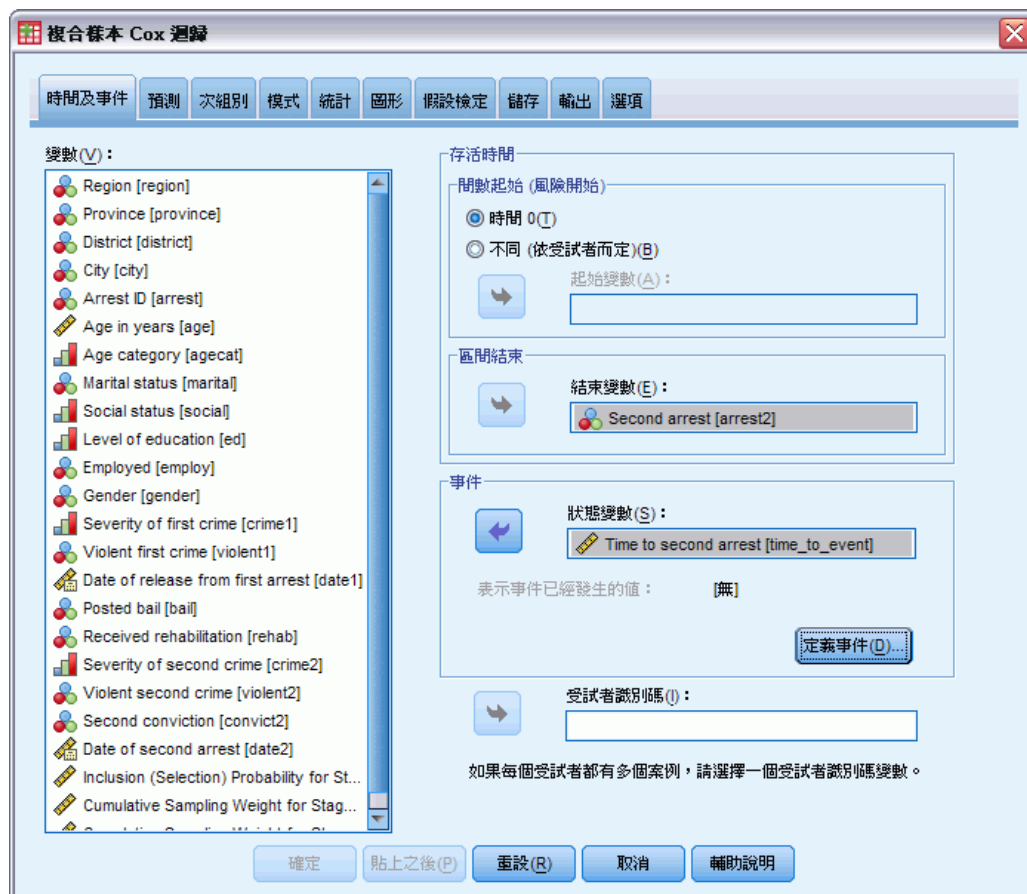 複合樣本 Cox 迴歸
時間及事件 預測 次組別 模式 統計 圖形 假設檢定 儲存 輸出 選項
變數(V)：
Region [region]
Province [province]
District [district]
City [city]
Arrest ID [arrest]
Age in years [age]
Age category [agecat]
Marital status [marital]
Social status [social]
Level of education [ed]
Employed [employ]
Gender [gender]
Severity of first crime [crime1]
Violent first crime [violent1]
Date of release from first arrest [date1]
Posted bail [bail]
Received rehabilitation [rehab]
Severity of second crime [crime2]
Violent second crime [violent2]
Second conviction [convict2]
Date of second arrest [date2]
Inclusion (Selection) Probability for St...
Cumulative Sampling Weight for Stag...
存活時間
間數起始 (風險開始)
時間 0(T)
不同 (依受試者而定)(B)
起始變數(A)：
區間結束
結束變數(E)：
Second arrest [arrest2]
事件
狀態變數(S)：
Time to second arrest [time_to_event]
表示事件已經發生的值： [無]
定義事件(D)...
受試者識別碼(I)：
如果每個受試者都有多個案例，請選擇一個受試者識別碼變數。
確定 貼上之後(P) 重設(R) 取消 輔助說明